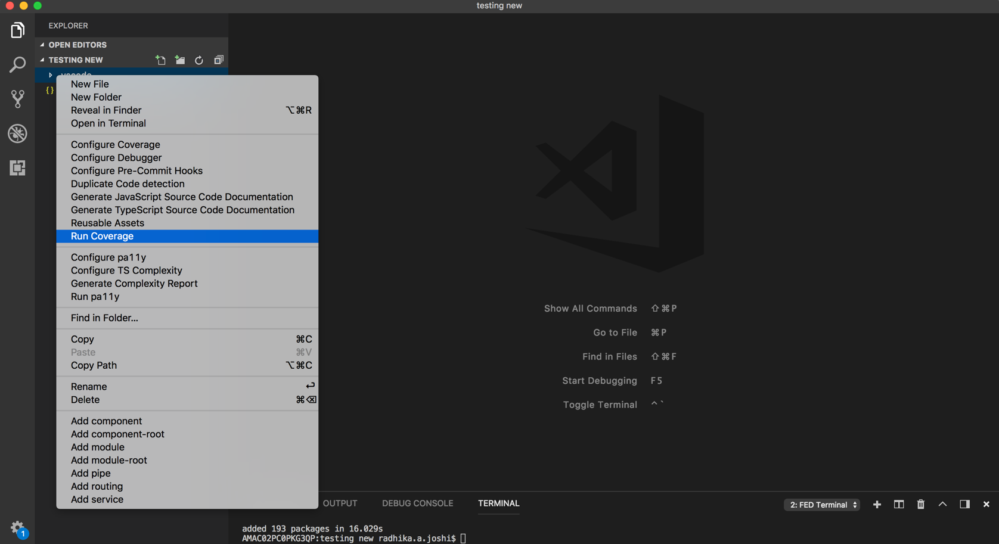 testing new
EXPLORER
OPEN EDITORS
TESTING NEW
.vscode
{}
New File
New Folder
Reveal in Finder ⌥⌘R
Open in Terminal
Configure Coverage
Configure Debugger
Configure Pre-Commit Hooks
Duplicate Code detection
Generate JavaScript Source Code Documentation
Generate TypeScript Source Code Documentation
Reusable Assets
Run Coverage
Configure pa11y
Configure TS Complexity
Generate Complexity Report
Run pa11y
Find in Folder...
Copy ⌘C
Paste ⌘V
Copy Path ⌥⌘C
Rename ↩
Delete ⌘⌫
Add component
Add component-root
Add module
Add module-root
Add pipe
Add routing
Add service
Show All Commands ⇧⌘P
Go to File ⌘P
Find in Files ⇧⌘F
Start Debugging F5
Toggle Terminal ^`
OUTPUT DEBUG CONSOLE TERMINAL 2: FED Terminal
added 193 packages in 16.029s
AMAC02PC0PKG3QP:testing new radhika.a.joshi$
1